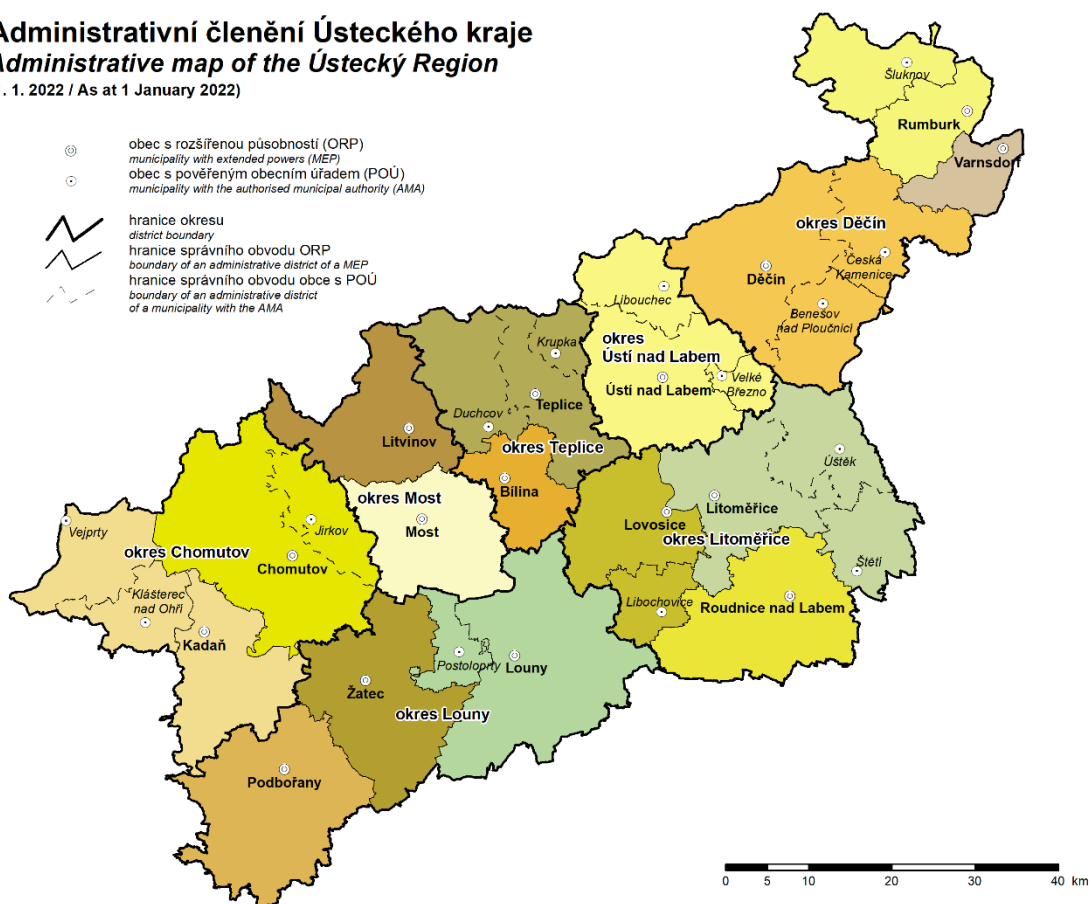 Administrativní členění Ústeckého kraje
Administrative map of the Ústecký Region
. 1. 2022 / As at 1 January 2022)
obec s rozšířenou působností (ORP)
municipality with extended powers (MEP)
obec s pověřeným obecním úřadem (POÚ)
municipality with the authorised municipal authority (AMA)
hranice okresu
district boundary
hranice správního obvodu ORP
boundary of an administrative district of a MEP
hranice správního obvodu obce s POÚ
boundary of an administrative district
of a municipality with the AMA
Šluknov
Rumburk
Varnsdorf
okres Děčín
Česká
Kamenice
Děčín
Benešov
nad Ploučnicí
Libouchec
okres
Ústí nad Labem
Ústí nad Labem
Velké
Březno
Krupka
Teplice
Duchcov
okres Teplice
Litvinov
Bílina
okres Most
Most
Úštěk
Litoměřice
Lovosice
okres Litoměřice
Štětí
Roudnice nad Labem
Libochovice
Vejprty
okres Chomutov
Jirkov
Chomutov
Klášterec
nad Ohří
Kadaň
Postoloprty
Louny
Žatec
okres Louny
Podbořany
0 5 10 20 30 40 km